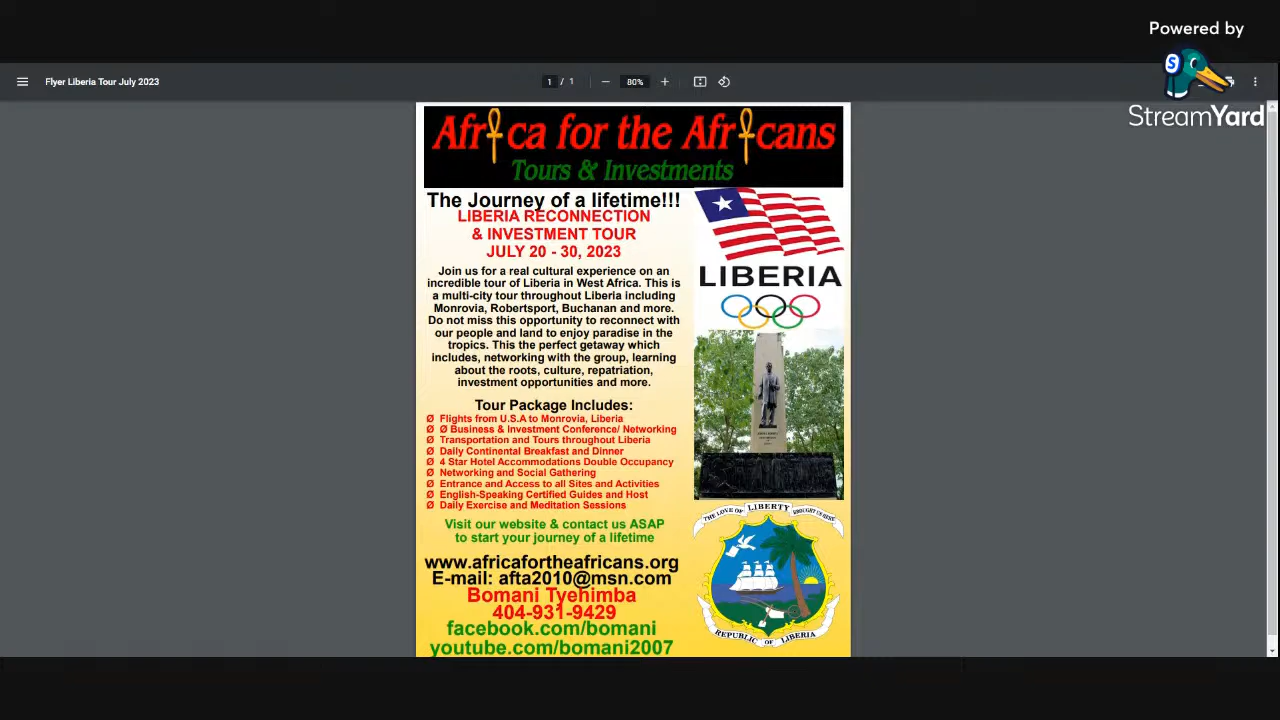 Powered by
StreamYard
Flyer Liberia Tour July 2023
1 / 1
80%
Africa for the Africans
Tours & Investments
The Journey of a lifetime!!!
LIBERIA RECONNECTION
& INVESTMENT TOUR
JULY 20 - 30, 2023
Join us for a real cultural experience on an
incredible tour of Liberia in West Africa. This is
a multi-city tour throughout Liberia including
Monrovia, Robertsport, Buchanan and more.
Do not miss this opportunity to reconnect with
our people and land to enjoy paradise in the
tropics. This the perfect getaway which
includes, networking with the group, learning
about the roots, culture, repatriation,
investment opportunities and more.
Tour Package Includes:
Ø Flights from U.S.A to Monrovia, Liberia
Ø Ø Business & Investment Conference/ Networking
Ø Transportation and Tours throughout Liberia
Ø Daily Continental Breakfast and Dinner
Ø 4 Star Hotel Accommodations Double Occupancy
Ø Networking and Social Gathering
Ø Entrance and Access to all Sites and Activities
Ø English-Speaking Certified Guides and Host
Ø Daily Exercise and Meditation Sessions
Visit our website & contact us ASAP
to start your journey of a lifetime
www.africafortheafricans.org
E-mail: afta2010@msn.com
Bomani Tyehimba
404-931-9429
facebook.com/bomani
youtube.com/bomani2007
LIBERIA
THE LOVE OF LIBERTY BROUGHT US HERE
REPUBLIC OF LIBERIA